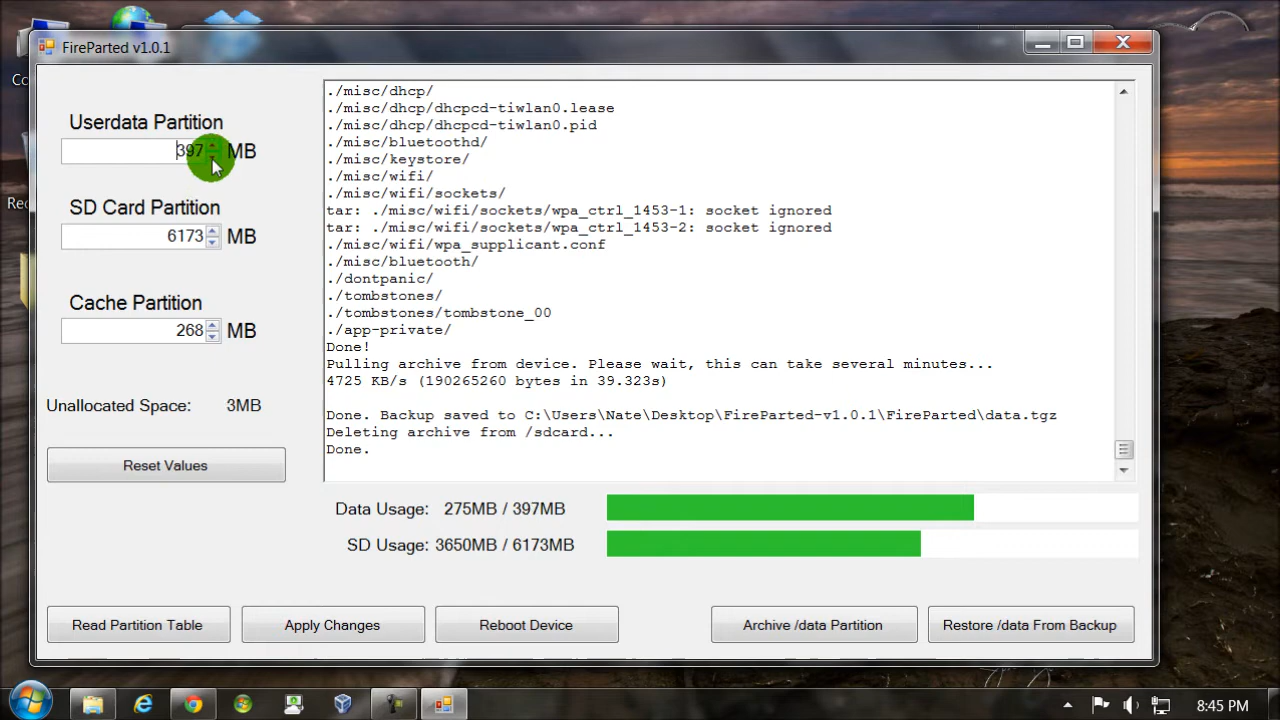 FireParted v1.0.1
Userdata Partition
397 MB
SD Card Partition
6173 MB
Cache Partition
268 MB
Unallocated Space: 3MB
Reset Values
./misc/dhcp/
./misc/dhcp/dhcpcd-tiwlan0.lease
./misc/dhcp/dhcpcd-tiwlan0.pid
./misc/bluetoothd/
./misc/keystore/
./misc/wifi/
./misc/wifi/sockets/
tar: ./misc/wifi/sockets/wpa_ctrl_1453-1: socket ignored
tar: ./misc/wifi/sockets/wpa_ctrl_1453-2: socket ignored
./misc/wifi/wpa_supplicant.conf
./misc/bluetooth/
./dontpanic/
./tombstones/
./tombstones/tombstone_00
./app-private/
Done!
Pulling archive from device. Please wait, this can take several minutes...
4725 KB/s (190265260 bytes in 39.323s)
Done. Backup saved to C:\Users\Nate\Desktop\FireParted-v1.0.1\FireParted\data.tgz
Deleting archive from /sdcard...
Done.
Data Usage: 275MB / 397MB
SD Usage: 3650MB / 6173MB
Read Partition Table
Apply Changes
Reboot Device
Archive /data Partition
Restore /data From Backup
8:45 PM